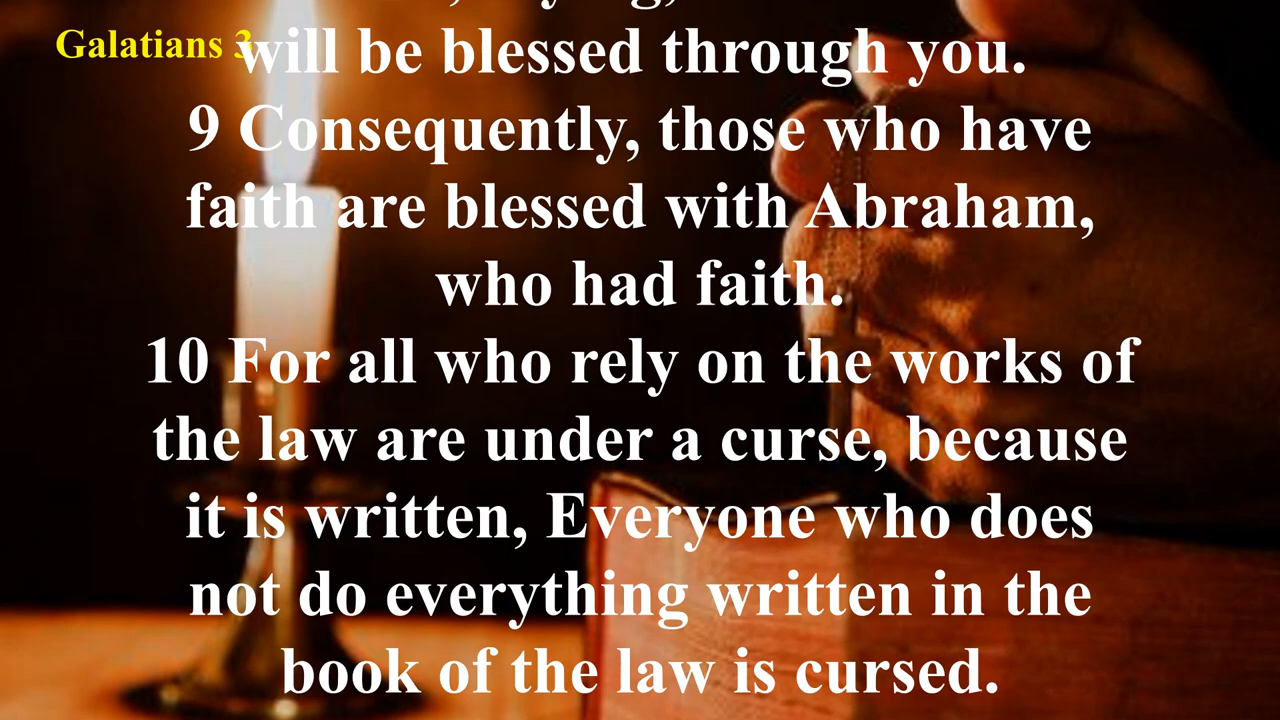 Galatians 3
will be blessed through you.
9 Consequently, those who have
faith are blessed with Abraham,
who had faith.
10 For all who rely on the works of
the law are under a curse, because
it is written, Everyone who does
not do everything written in the
book of the law is cursed.